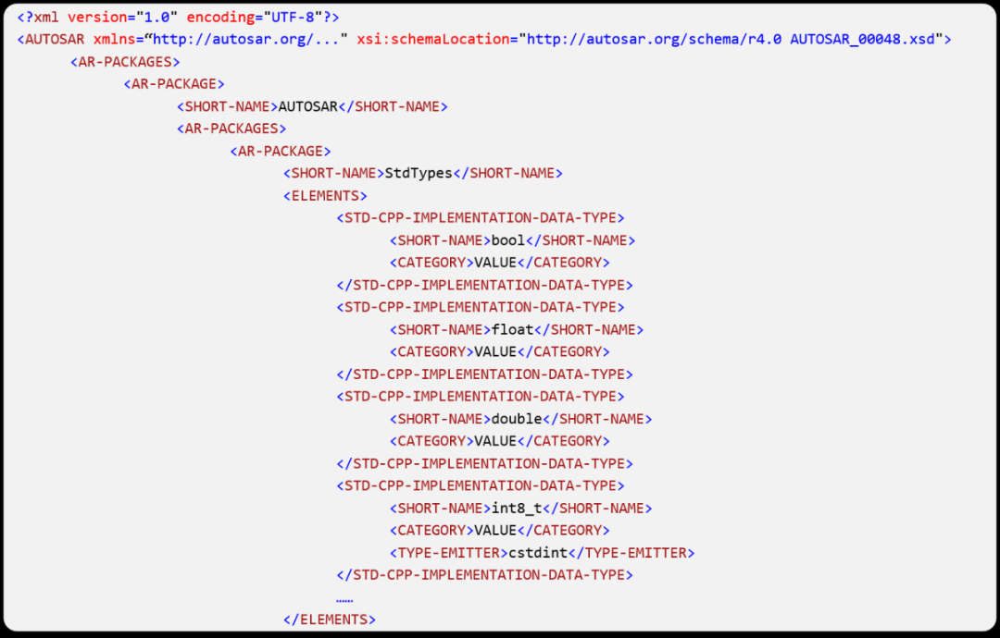 <?xml version="1.0" encoding="UTF-8"?>
<AUTOSAR xmlns=“http://autosar.org/..." xsi:schemaLocation="http://autosar.org/schema/r4.0 AUTOSAR_00048.xsd">
<AR-PACKAGES>
<AR-PACKAGE>
<SHORT-NAME>AUTOSAR</SHORT-NAME>
<AR-PACKAGES>
<AR-PACKAGE>
<SHORT-NAME>StdTypes</SHORT-NAME>
<ELEMENTS>
<STD-CPP-IMPLEMENTATION-DATA-TYPE>
<SHORT-NAME>bool</SHORT-NAME>
<CATEGORY>VALUE</CATEGORY>
</STD-CPP-IMPLEMENTATION-DATA-TYPE>
<STD-CPP-IMPLEMENTATION-DATA-TYPE>
<SHORT-NAME>float</SHORT-NAME>
<CATEGORY>VALUE</CATEGORY>
</STD-CPP-IMPLEMENTATION-DATA-TYPE>
<STD-CPP-IMPLEMENTATION-DATA-TYPE>
<SHORT-NAME>double</SHORT-NAME>
<CATEGORY>VALUE</CATEGORY>
</STD-CPP-IMPLEMENTATION-DATA-TYPE>
<STD-CPP-IMPLEMENTATION-DATA-TYPE>
<SHORT-NAME>int8_t</SHORT-NAME>
<CATEGORY>VALUE</CATEGORY>
<TYPE-EMITTER>cstdint</TYPE-EMITTER>
</STD-CPP-IMPLEMENTATION-DATA-TYPE>
……
</ELEMENTS>